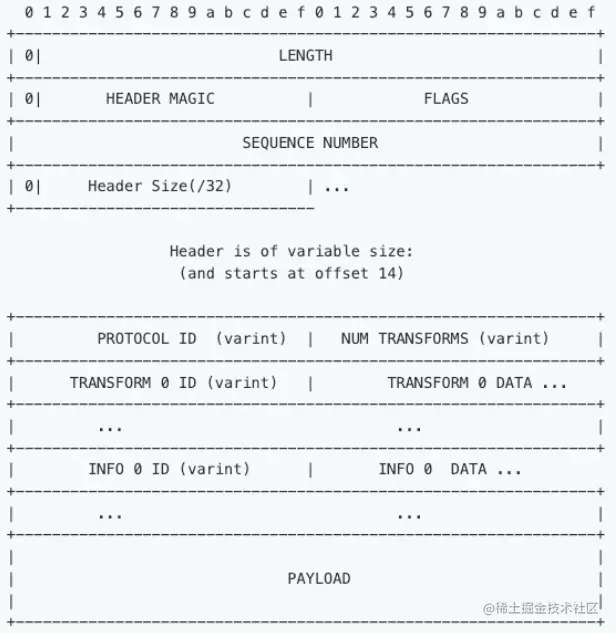 0 1 2 3 4 5 6 7 8 9 a b c d e f 0 1 2 3 4 5 6 7 8 9 a b c d e f
+----------------------------------------------------------------+
| 0| LENGTH |
+----------------------------------------------------------------+
| 0| HEADER MAGIC | FLAGS |
+----------------------------------------------------------------+
| SEQUENCE NUMBER |
+----------------------------------------------------------------+
| 0| Header Size(/32) | ...
+---------------------------------
Header is of variable size:
(and starts at offset 14)
+----------------------------------------------------------------+
| PROTOCOL ID (varint) | NUM TRANSFORMS (varint) |
+----------------------------------------------------------------+
| TRANSFORM 0 ID (varint) | TRANSFORM 0 DATA ...
+----------------------------------------------------------------+
| ... ... |
+----------------------------------------------------------------+
| INFO 0 ID (varint) | INFO 0 DATA ...
+----------------------------------------------------------------+
| ... ... |
+----------------------------------------------------------------+
| |
| PAYLOAD |
| |
+----------------------------------------------------------------+
@稀土掘金技术社区